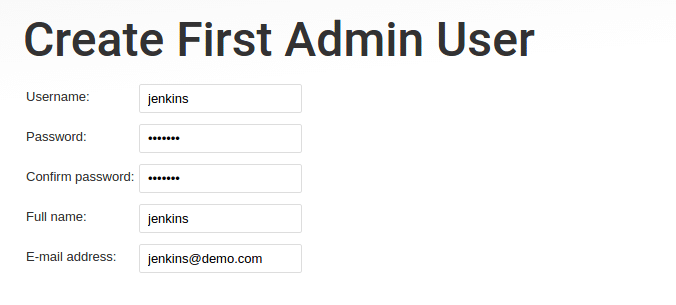 Create First Admin User
Username: jenkins
Password: •••••••
Confirm password: •••••••
Full name: jenkins
E-mail address: jenkins@demo.com